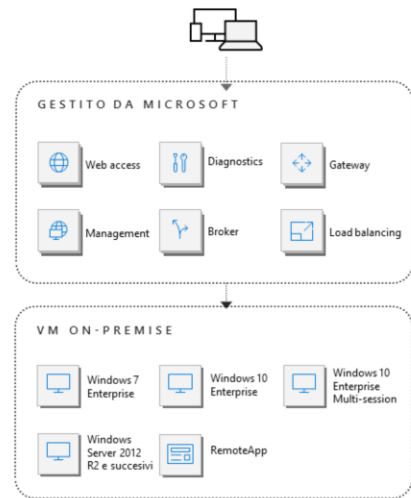 GESTITO DA MICROSOFT
Web access
Diagnostics
Gateway
Management
Broker
Load balancing
VM ON-PREMISE
Windows 7
Enterprise
Windows 10
Enterprise
Windows 10
Enterprise
Multi-session
Windows
Server 2012
R2 e succesivi
RemoteApp